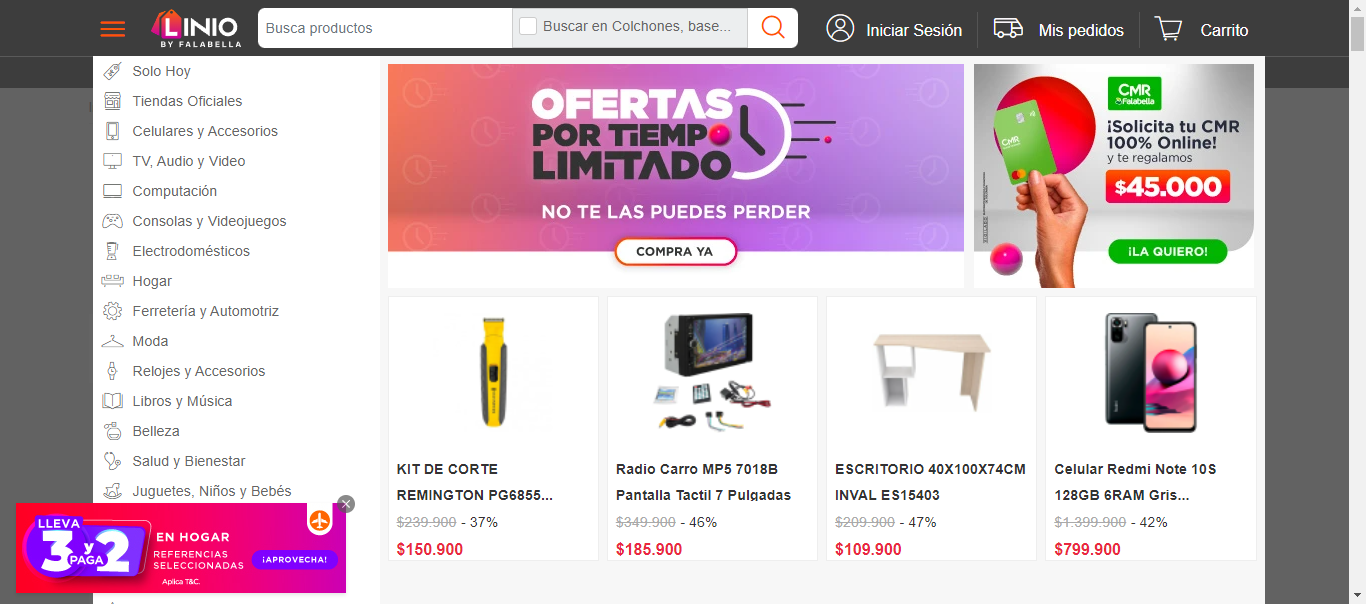 LINIO
BY FALABELLA
Busca productos
Buscar en Colchones, base...
Iniciar Sesión
Mis pedidos
Carrito
Solo Hoy
Tiendas Oficiales
Celulares y Accesorios
TV, Audio y Video
Computación
Consolas y Videojuegos
Electrodomésticos
Hogar
Ferretería y Automotriz
Moda
Relojes y Accesorios
Libros y Música
Belleza
Salud y Bienestar
Juguetes, Niños y Bebés
LLEVA
3 y 2
PAGA
EN HOGAR
REFERENCIAS
SELECCIONADAS
Aplica T&C.
¡APROVECHA!
OFERTAS
POR TIEMPO
LIMITADO
NO TE LAS PUEDES PERDER
COMPRA YA
CMR
Falabella
CMR
¡Solicita tu CMR
100% Online!
y te regalamos
$45.000
¡LA QUIERO!
KIT DE CORTE
REMINGTON PG6855...
$239.900 - 37%
$150.900
Radio Carro MP5 7018B
Pantalla Tactil 7 Pulgadas
$349.900 - 46%
$185.900
ESCRITORIO 40X100X74CM
INVAL ES15403
$209.900 - 47%
$109.900
Celular Redmi Note 10S
128GB 6RAM Gris...
$1.399.900 - 42%
$799.900